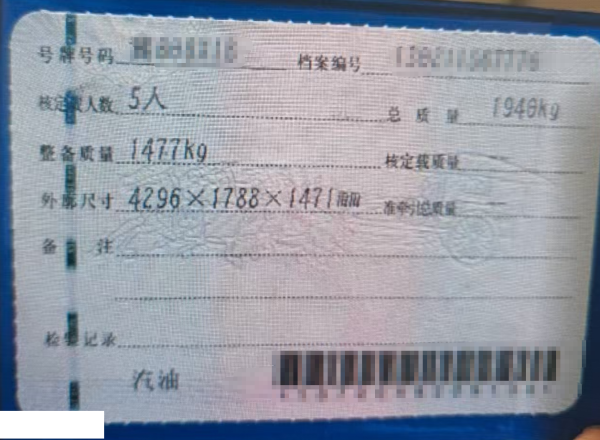 号牌号码 档案编号
核定载人数 5人 总质量 1940kg
整备质量 1477kg 核定载质量
外廓尺寸 4296×1788×1471mm 准牵引总质量
备注
检验记录
汽油